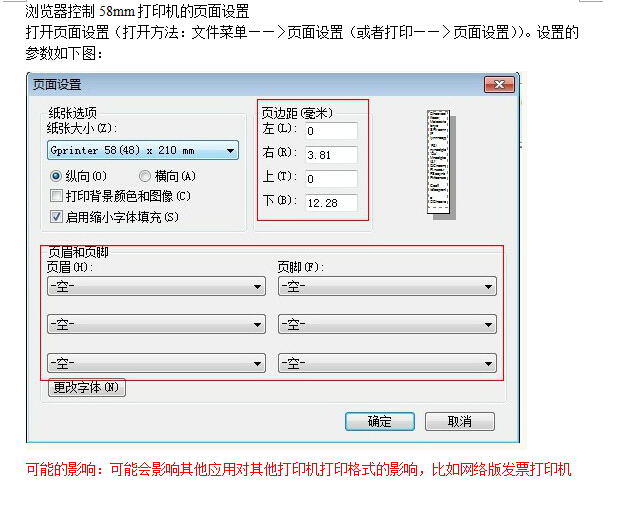 浏览器控制 58mm 打印机的页面设置
打开页面设置（打开方法：文件菜单——>页面设置（或者打印——>页面设置））。设置的
参数如下图：
页面设置
纸张选项
纸张大小(Z):
Gprinter 58(48) x 210 mm
纵向(O)
横向(A)
打印背景颜色和图像(C)
启用缩小字体填充(S)
页边距(毫米)
左(L): 0
右(R): 3.81
上(T): 0
下(B): 12.28
页眉和页脚
页眉(H):
页脚(F):
-空-
-空-
-空-
-空-
-空-
-空-
更改字体(N)
确定
取消
可能的影响：可能会影响其他应用对其他打印机打印格式的影响，比如网络版发票打印机